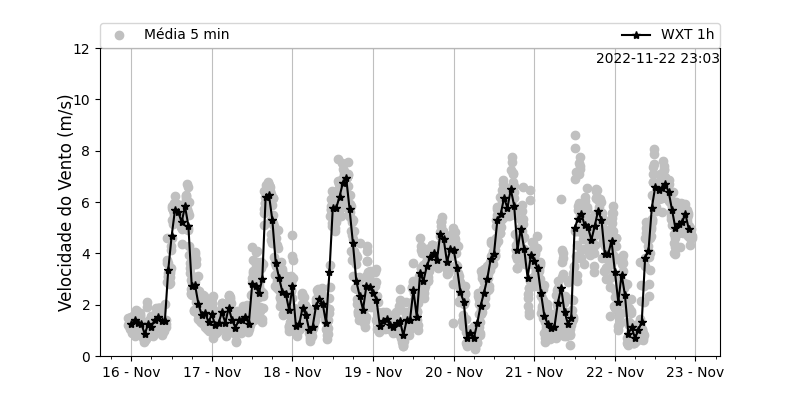 Média 5 min
WXT 1h
2022-11-22 23:03
Velocidade do Vento (m/s)
12
10
8
6
4
2
0
16 - Nov
17 - Nov
18 - Nov
19 - Nov
20 - Nov
21 - Nov
22 - Nov
23 - Nov